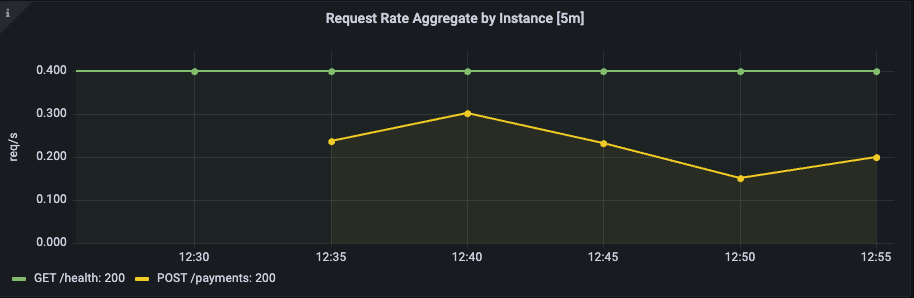 i
Request Rate Aggregate by Instance [5m]
req/s
0.400
0.300
0.200
0.100
0.000
12:30 12:35 12:40 12:45 12:50 12:55
GET /health: 200 POST /payments: 200